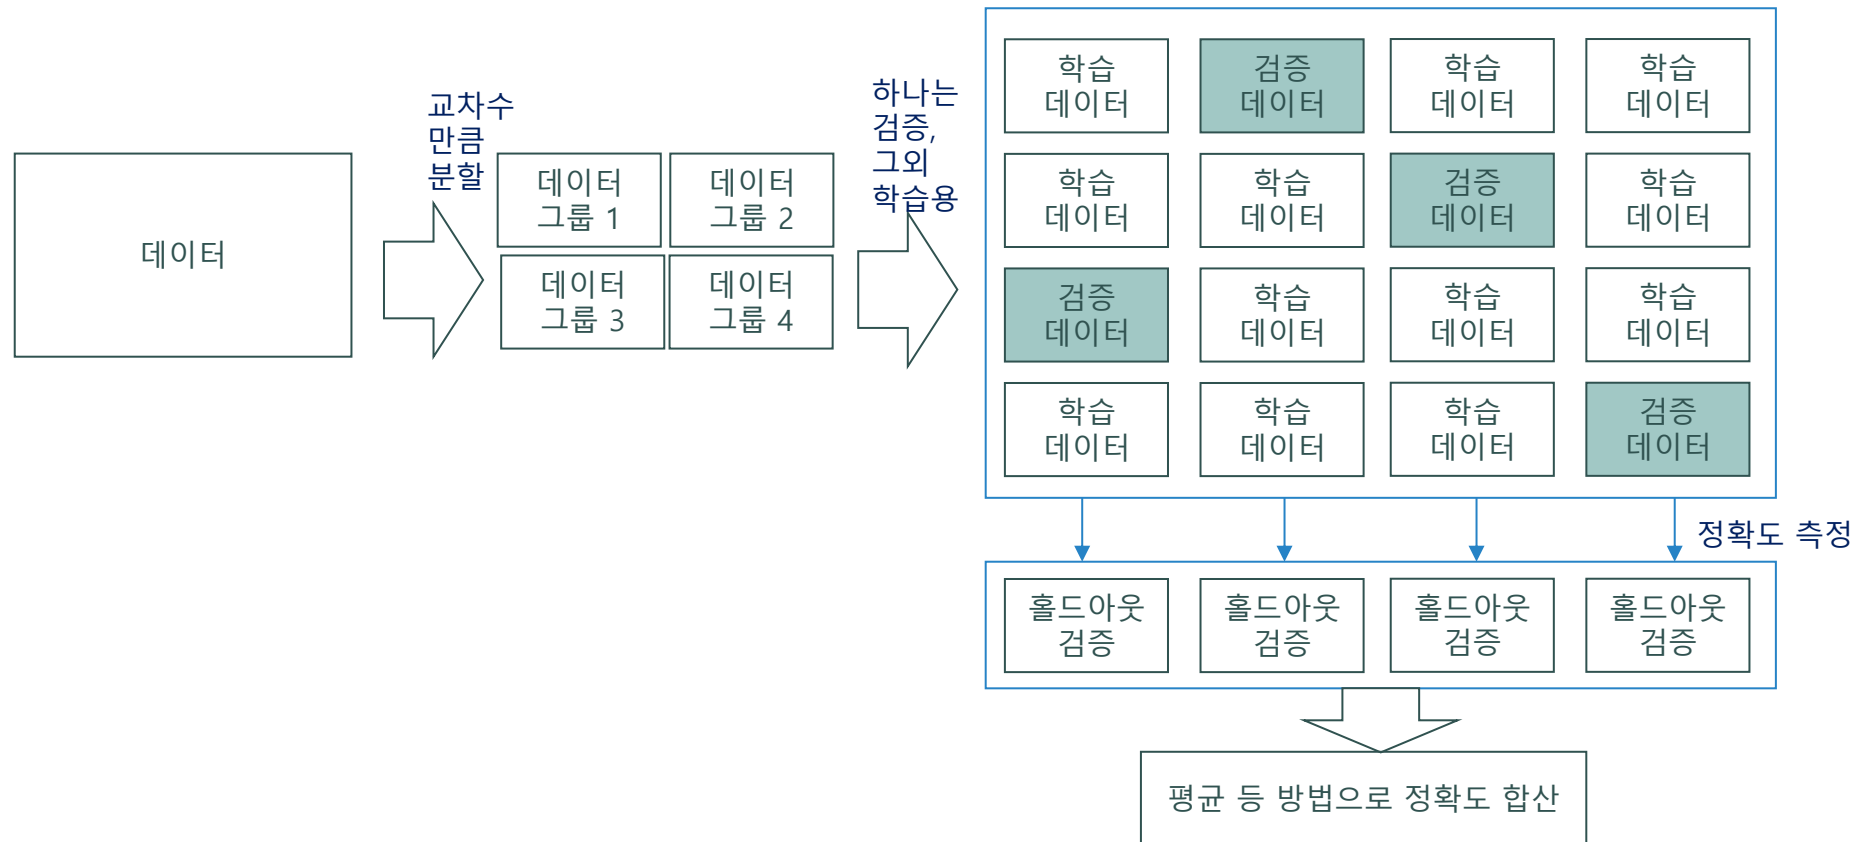 데이터
교차수
만큼
분할
데이터
그룹 1
데이터
그룹 2
데이터
그룹 3
데이터
그룹 4
하나는
검증,
그외
학습용
학습
데이터
검증
데이터
학습
데이터
학습
데이터
학습
데이터
학습
데이터
검증
데이터
학습
데이터
검증
데이터
학습
데이터
학습
데이터
학습
데이터
학습
데이터
학습
데이터
학습
데이터
검증
데이터
정확도 측정
홀드아웃
검증
홀드아웃
검증
홀드아웃
검증
홀드아웃
검증
평균 등 방법으로 정확도 합산